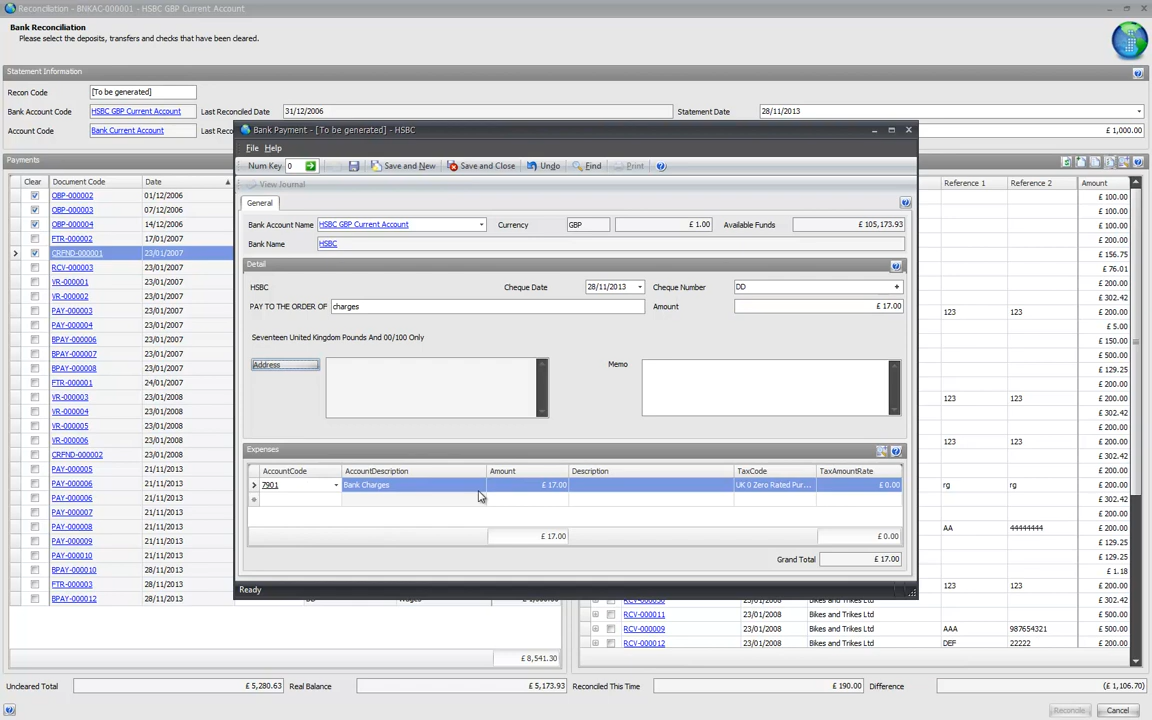 Reconciliation - BNKAC-000001 - HSBC GBP Current Account
Bank Reconciliation
Please select the deposits, transfers and checks that have been cleared.
Statement Information
Recon Code [To be generated]
Bank Account Code HSBC GBP Current Account Last Reconciled Date 31/12/2006 Statement Date 28/11/2013
Account Code Bank Current Account Last Reco £ 1,000.00
Payments
Clear Document Code Date Reference 1 Reference 2 Amount
OBP-000002 01/12/2006 £ 100.00
OBP-000003 07/12/2006 £ 100.00
OBP-000004 14/12/2006 £ 200.00
FTR-000002 17/01/2007 £ 200.00
CRFND-000001 23/01/2007 £ 156.75
RCV-000003 23/01/2007 £ 76.01
VR-000001 23/01/2007 £ 200.00
VR-000002 23/01/2007 £ 302.42
PAY-000003 23/01/2007 123 123 £ 200.00
PAY-000004 23/01/2007 £ 5.00
BPAY-000006 23/01/2007 £ 150.00
BPAY-000007 23/01/2007 £ 500.00
BPAY-000008 23/01/2007 £ 129.25
FTR-000001 24/01/2007 £ 200.00
VR-000003 23/01/2008 123 123 £ 200.00
VR-000004 23/01/2008 £ 302.42
VR-000005 23/01/2008 £ 200.00
VR-000006 23/01/2008 123 123 £ 200.00
CRFND-000002 23/01/2008 £ 302.42
PAY-000005 21/11/2013 £ 200.00
PAY-000006 21/11/2013 rg rg £ 200.00
PAY-000006 21/11/2013 £ 302.42
PAY-000007 21/11/2013 £ 200.00
PAY-000008 21/11/2013 AA 44444444 £ 200.00
PAY-000009 21/11/2013 £ 129.25
PAY-000010 21/11/2013 £ 129.25
BPAY-000010 28/11/2013 £ 1.18
FTR-000003 28/11/2013 123 123 £ 200.00
BPAY-000012 28/11/2013 DD Wages £ 302.42
RCV-000011 23/01/2008 Bikes and Trikes Ltd £ 200.00
RCV-000009 23/01/2008 Bikes and Trikes Ltd AAA 987654321 £ 500.00
RCV-000012 23/01/2008 Bikes and Trikes Ltd DEF 22222 £ 200.00
£ 8,541.30
Uncleared Total £ 5,280.63 Real Balance £ 5,173.93 Reconciled This Time £ 190.00 Difference (£ 1,106.70)
Reconcile Cancel
Bank Payment - [To be generated] - HSBC
File Help
Num Key 0 Save and New Save and Close Undo Find Print
View Journal
General
Bank Account Name HSBC GBP Current Account Currency GBP £ 1.00 Available Funds £ 105,173.93
Bank Name HSBC
Detail
HSBC Cheque Date 28/11/2013 Cheque Number DD
PAY TO THE ORDER OF charges Amount £ 17.00
Seventeen United Kingdom Pounds And 00/100 Only
Address Memo
Expenses
AccountCode AccountDescription Amount Description TaxCode TaxAmountRate
7901 Bank Charges £ 17.00 UK 0 Zero Rated Pur... £ 0.00
£ 17.00 £ 0.00
Grand Total £ 17.00
Ready